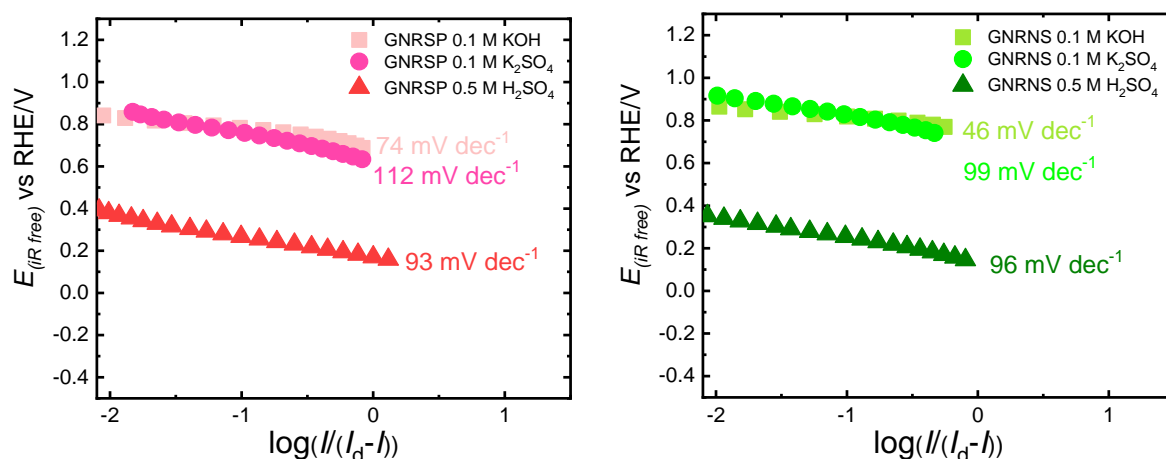 GNRSP 0.1 M KOH
GNRSP 0.1 M K₂SO₄
GNRSP 0.5 M H₂SO₄
1.2
1.0
0.8
0.6
0.4
0.2
0.0
-0.2
-0.4
E(iR free) vs RHE/V
74 mV dec⁻¹
112 mV dec⁻¹
93 mV dec⁻¹
-2 -1 0 1
log(I/(I_d-I))
GNRNS 0.1 M KOH
GNRNS 0.1 M K₂SO₄
GNRNS 0.5 M H₂SO₄
1.2
1.0
0.8
0.6
0.4
0.2
0.0
-0.2
-0.4
E(iR free) vs RHE/V
46 mV dec⁻¹
99 mV dec⁻¹
96 mV dec⁻¹
-2 -1 0 1
log(I/(I_d-I))